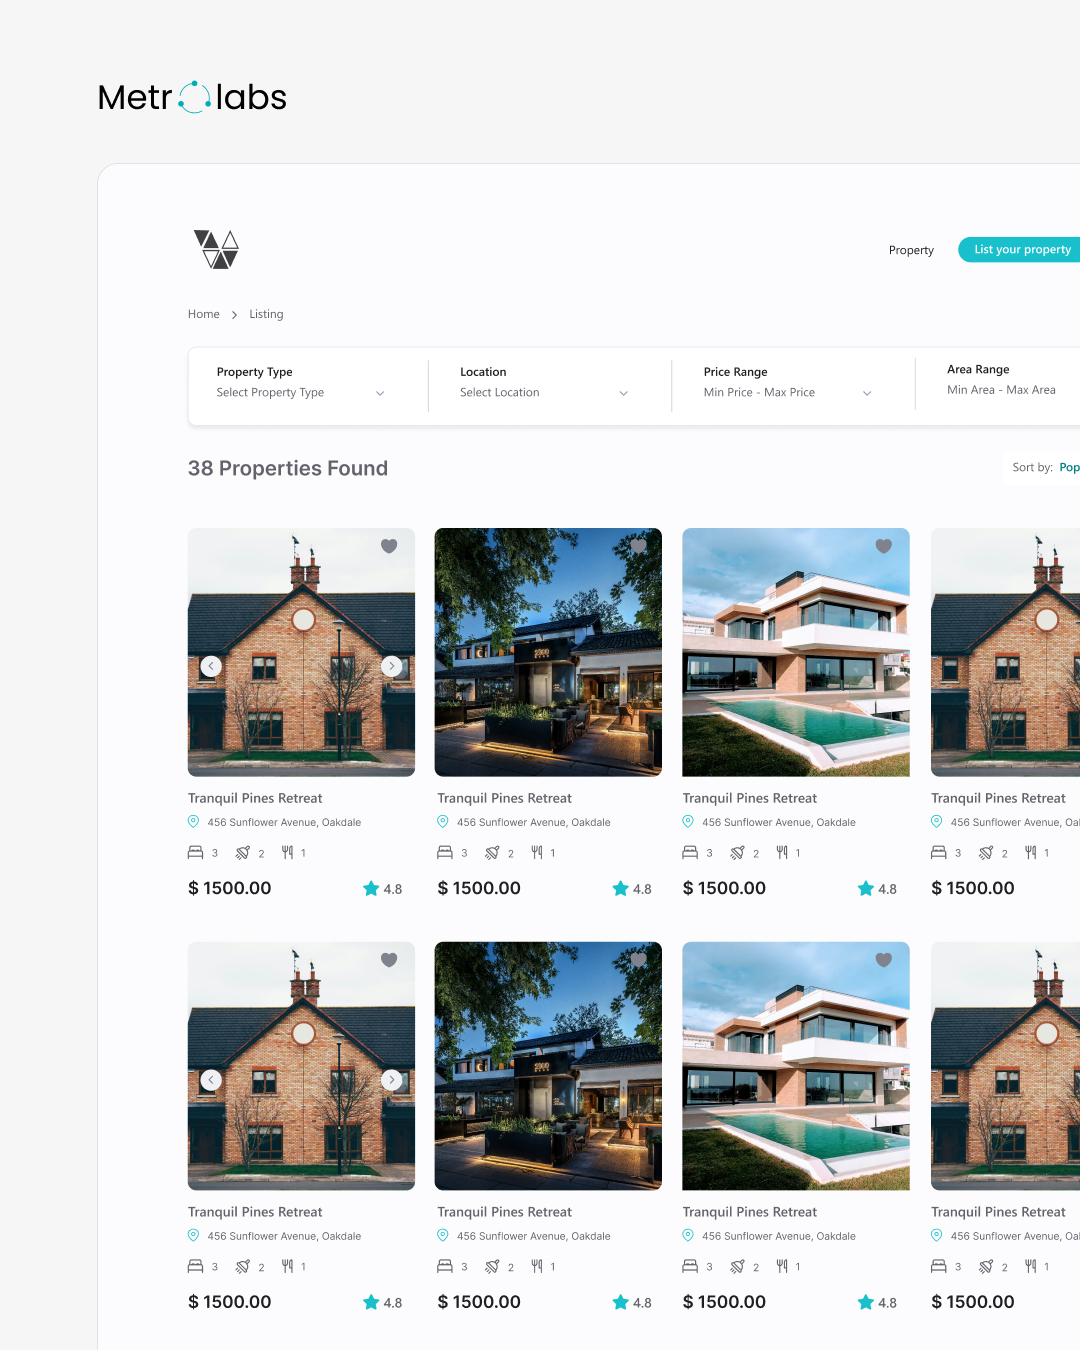 Metr labs
Property
List your property
Home > Listing
Property Type
Location
Price Range
Area Range
Select Property Type
Select Location
Min Price - Max Price
Min Area - Max Area
38 Properties Found
Sort by: Pop
Tranquil Pines Retreat
Tranquil Pines Retreat
Tranquil Pines Retreat
Tranquil Pines Retreat
456 Sunflower Avenue, Oakdale
456 Sunflower Avenue, Oakdale
456 Sunflower Avenue, Oakdale
456 Sunflower Avenue, Oa
3 2 1
3 2 1
3 2 1
3 2 1
$ 1500.00 4.8
$ 1500.00 4.8
$ 1500.00 4.8
$ 1500.00
Tranquil Pines Retreat
Tranquil Pines Retreat
Tranquil Pines Retreat
Tranquil Pines Retreat
456 Sunflower Avenue, Oakdale
456 Sunflower Avenue, Oakdale
456 Sunflower Avenue, Oakdale
456 Sunflower Avenue, Oa
3 2 1
3 2 1
3 2 1
3 2 1
$ 1500.00 4.8
$ 1500.00 4.8
$ 1500.00 4.8
$ 1500.00